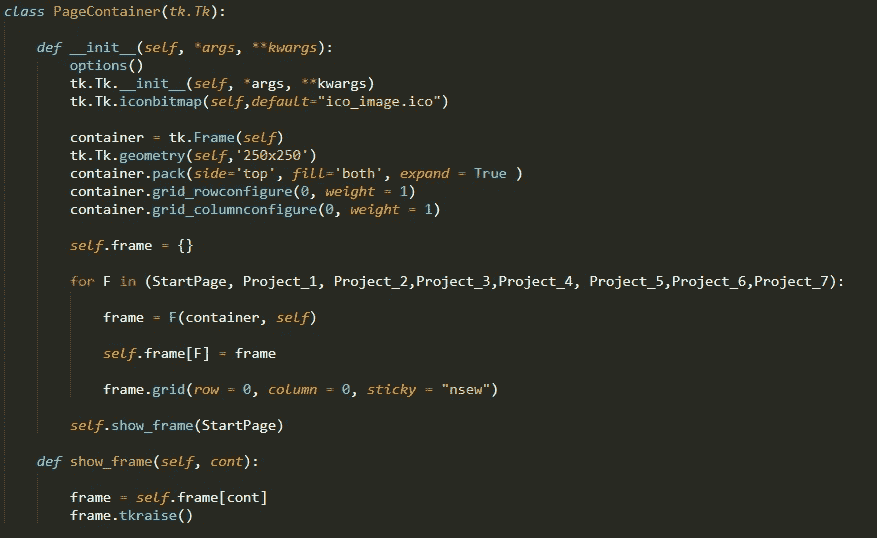 class PageContainer(tk.Tk):
def __init__(self, *args, **kwargs):
options()
tk.Tk.__init__(self, *args, **kwargs)
tk.Tk.iconbitmap(self,default="ico_image.ico")
container = tk.Frame(self)
tk.Tk.geometry(self,'250x250')
container.pack(side='top', fill='both', expand = True )
container.grid_rowconfigure(0, weight = 1)
container.grid_columnconfigure(0, weight = 1)
self.frame = {}
for F in (StartPage, Project_1, Project_2,Project_3,Project_4, Project_5,Project_6,Project_7):
frame = F(container, self)
self.frame[F] = frame
frame.grid(row = 0, column = 0, sticky = "nsew")
self.show_frame(StartPage)
def show_frame(self, cont):
frame = self.frame[cont]
frame.tkraise()